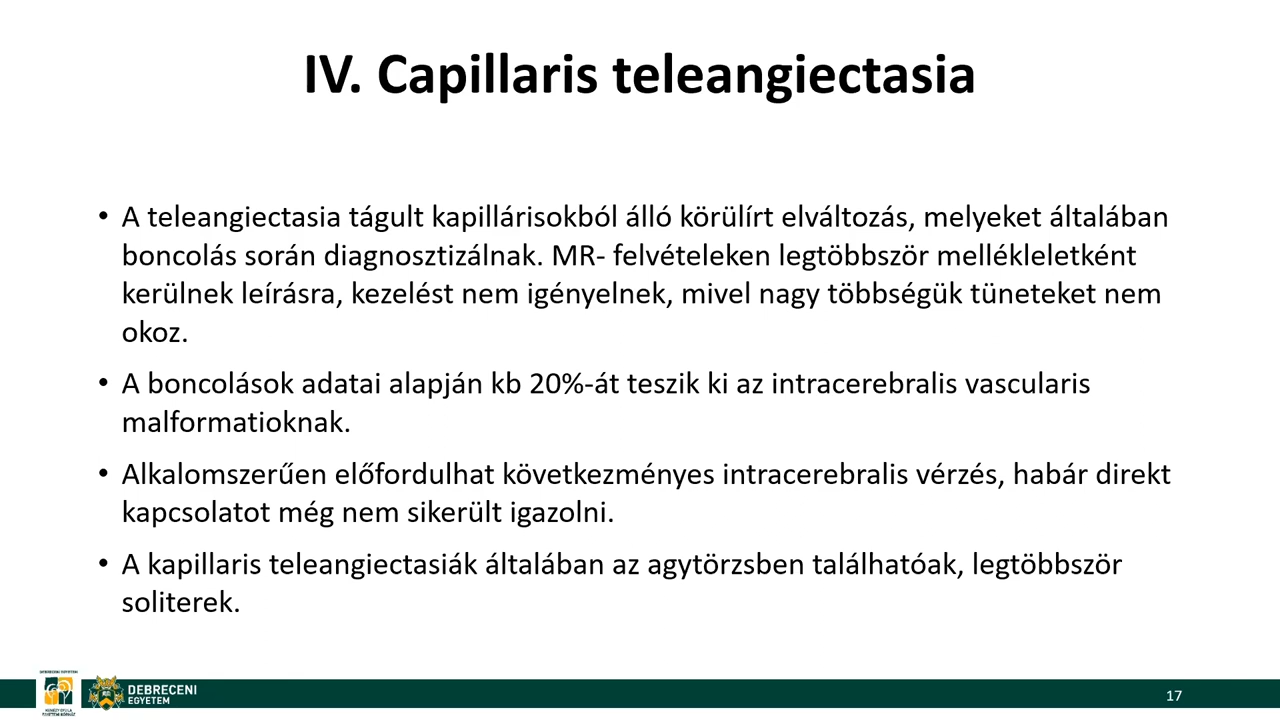 IV. Capillaris teleangiectasia
• A teleangiectasia tágult kapillárisokból álló körülírt elváltozás, melyeket általában
boncolás során diagnosztizálnak. MR- felvételeken legtöbbször mellékleletként
kerülnek leírásra, kezelést nem igényelnek, mivel nagy többségük tüneteket nem
okoz.
• A boncolások adatai alapján kb 20%-át teszik ki az intracerebralis vascularis
malformatioknak.
• Alkalomszerűen előfordulhat következményes intracerebralis vérzés, habár direkt
kapcsolatot még nem sikerült igazolni.
• A kapillaris teleangiectasiák általában az agytörzsben találhatóak, legtöbbször
soliterek.
DEBRECENI EGYETEM
DEBRECENI
EGYETEM
17